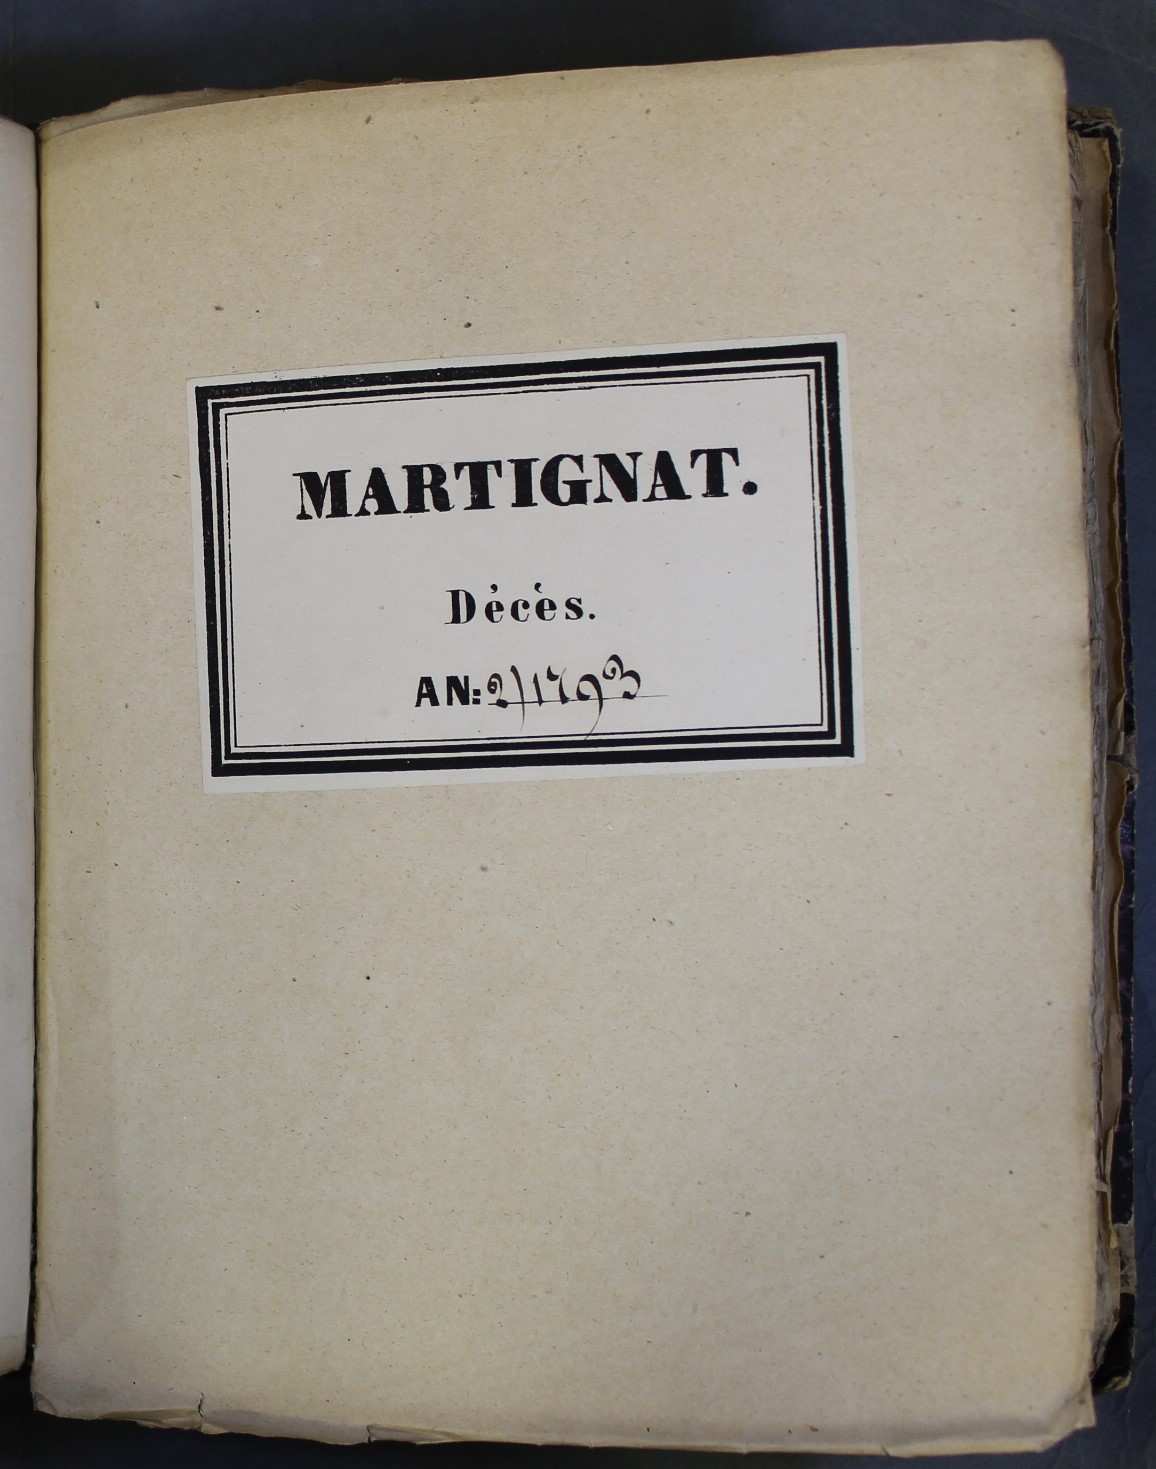 MARTIGNAT.
Décès.
AN: 2/1793